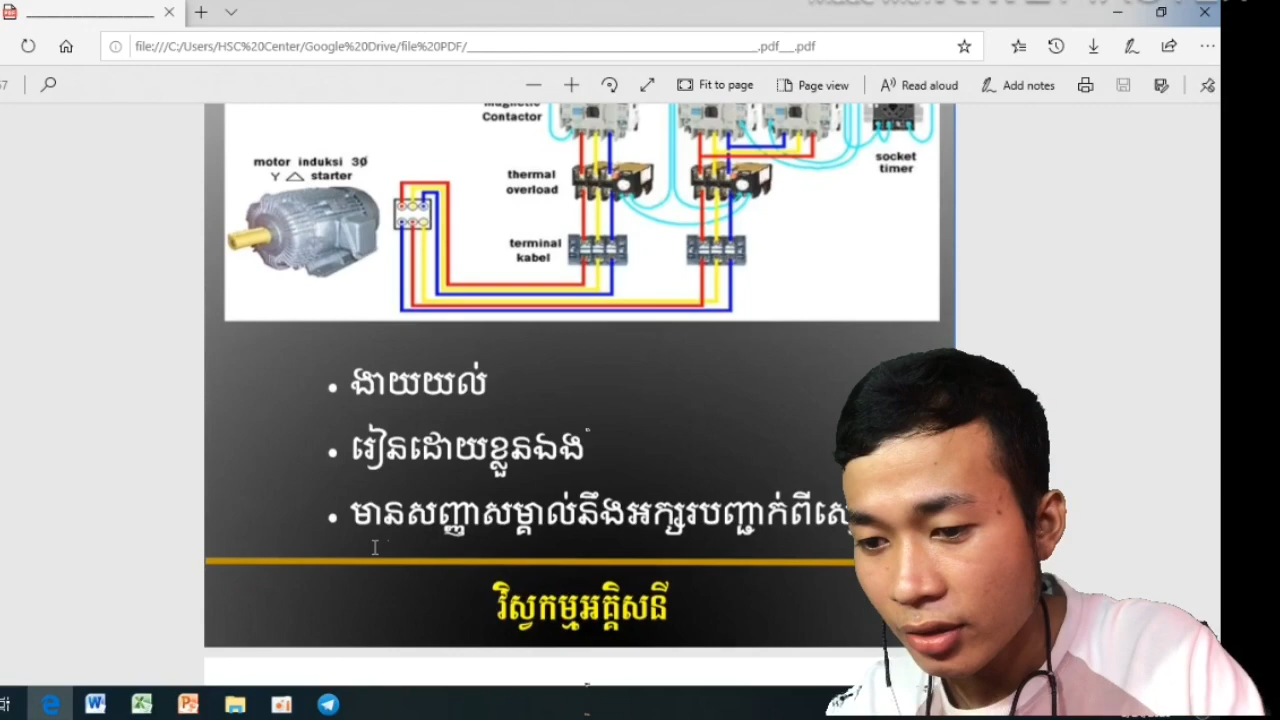 file:///C:/Users/HSC%20Center/Google%20Drive/file%20PDF/_____________________________________________.pdf__.pdf
Fit to page
Page view
Read aloud
Add notes
Contactor
motor induksi 3Ø
Y △ starter
thermal
overload
socket
timer
terminal
kabel
• ងាយយល់
• រៀនដោយខ្លួនឯង
• មានសញ្ញាសម្គាល់នឹងអក្សរបញ្ជាក់ពី
វិស្វកម្មអគ្គិសនី